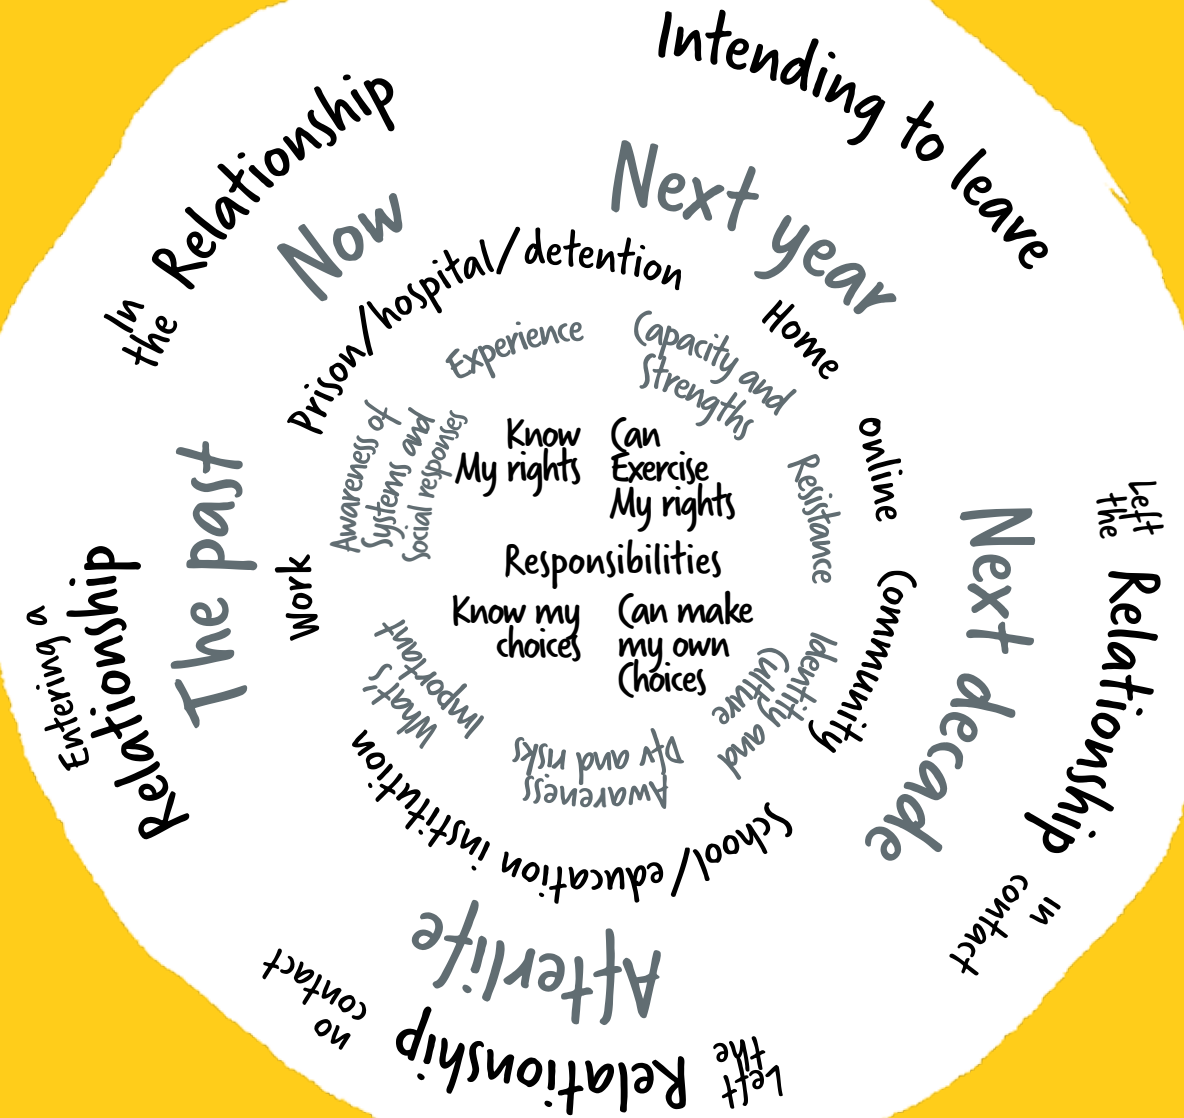 Intending to leave
Left
the
Relationship
in
contact
Left
the
Relationship
no
contact
Entering a
Relationship
In
the
Relationship
Now
Next year
Next decade
Afterlife
The past
Prison/hospital/detention
Home
online
Community
School/education institution
Work
Experience
Capacity and
Strengths
Resistance
Identity and
Culture
Awareness
Dfv and risks
What's
Important
Awareness of
Systems and
Social responses
Know
My rights
Can
Exercise
My rights
Responsibilities
Know my
choices
Can make
my own
Choices